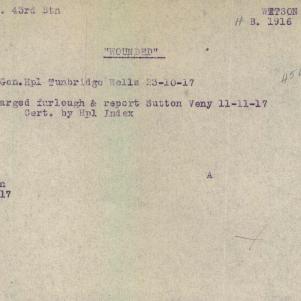 . 43rd Btn WETSON
H B. 1916
"WOUNDED"
Gen.Hpl Tunbridge Wells 23-10-17
arged furlough & report Sutton Veny 11-11-17
Cert. by Hpl Index
A
n
17